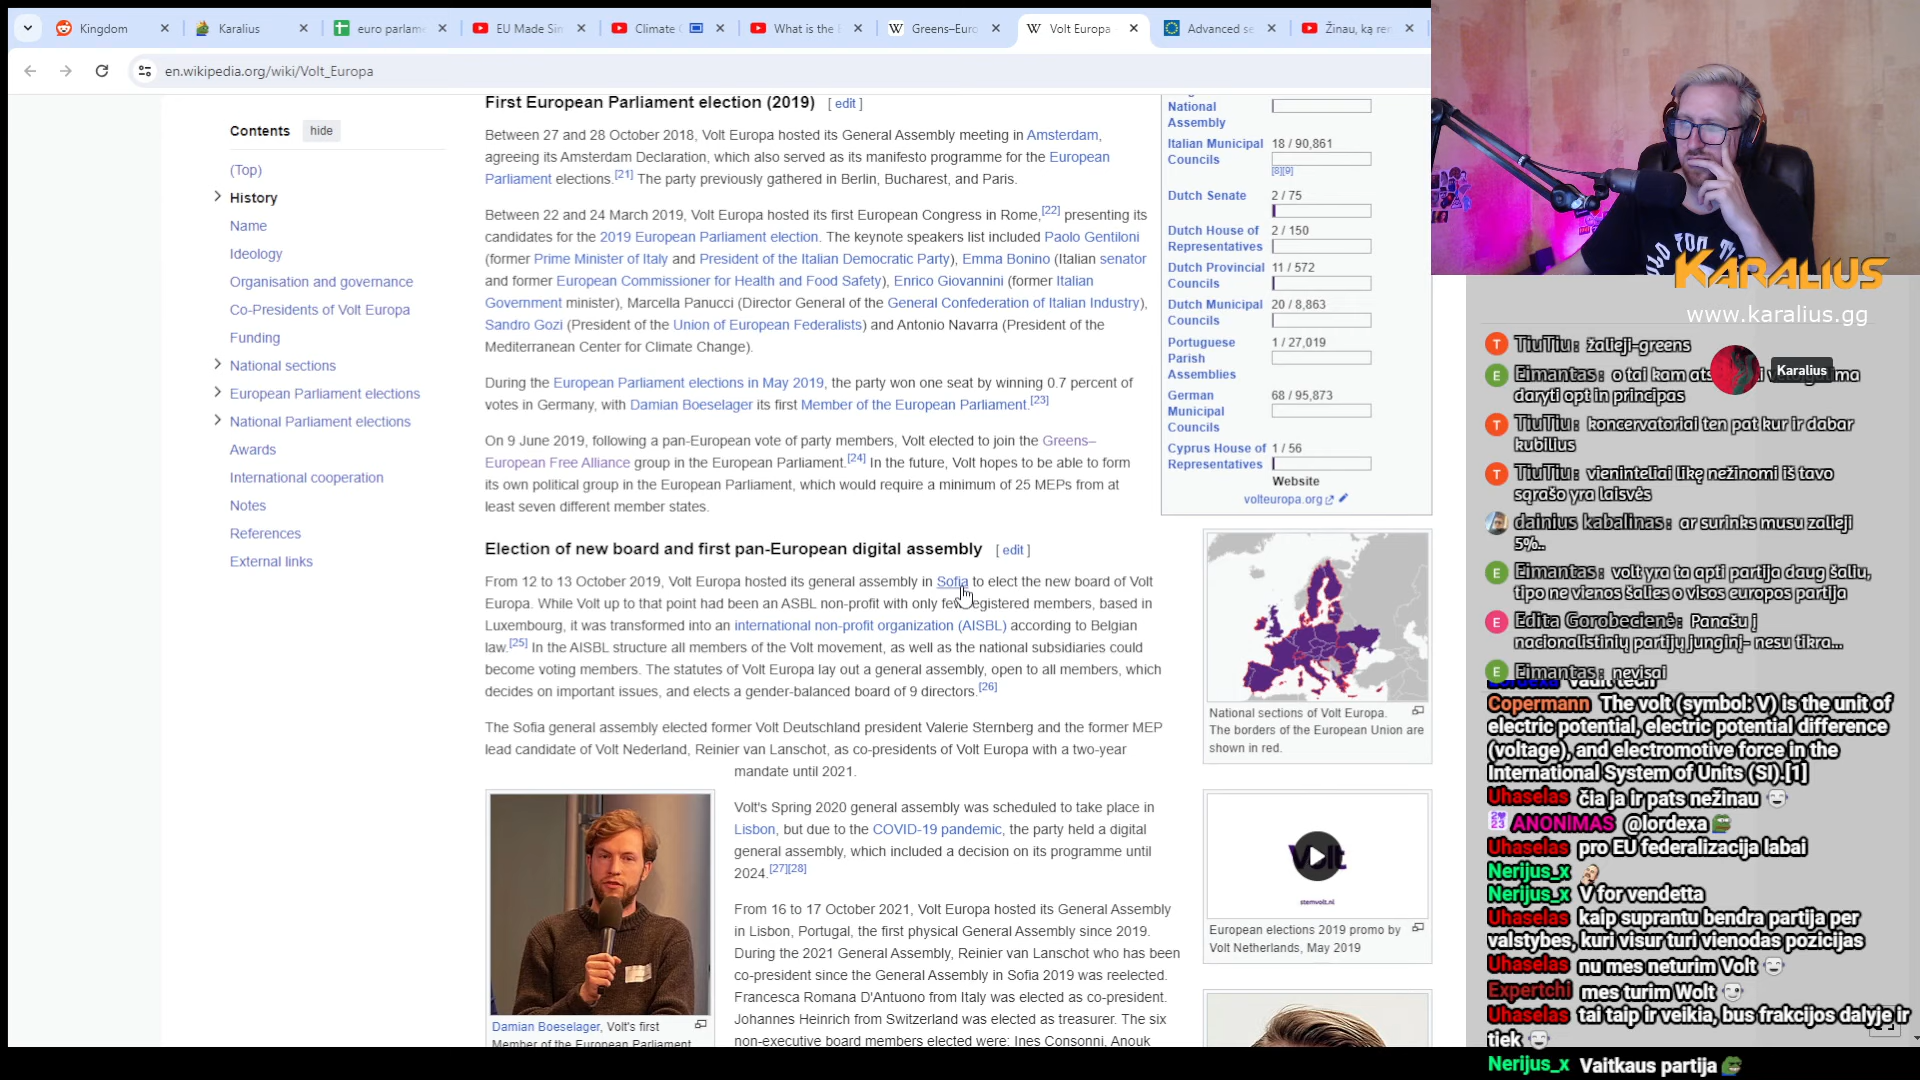 Kingdom
Karalius
euro parlame
EU Made Sim
Climate
What is the
Greens–Euro
Volt Europa
Advanced se
Žinau, ką re
en.wikipedia.org/wiki/Volt_Europa
Contents hide
(Top)
History
Name
Ideology
Organisation and governance
Co-Presidents of Volt Europa
Funding
National sections
European Parliament elections
National Parliament elections
Awards
International cooperation
Notes
References
External links
First European Parliament election (2019) [ edit ]
Between 27 and 28 October 2018, Volt Europa hosted its General Assembly meeting in Amsterdam,
agreeing its Amsterdam Declaration, which also served as its manifesto programme for the European
Parliament elections.[21] The party previously gathered in Berlin, Bucharest, and Paris.
Between 22 and 24 March 2019, Volt Europa hosted its first European Congress in Rome,[22] presenting its
candidates for the 2019 European Parliament election. The keynote speakers list included Paolo Gentiloni
(former Prime Minister of Italy and President of the Italian Democratic Party), Emma Bonino (Italian senator
and former European Commissioner for Health and Food Safety), Enrico Giovannini (former Italian
Government minister), Marcella Panucci (Director General of the General Confederation of Italian Industry),
Sandro Gozi (President of the Union of European Federalists) and Antonio Navarra (President of the
Mediterranean Center for Climate Change).
During the European Parliament elections in May 2019, the party won one seat by winning 0.7 percent of
votes in Germany, with Damian Boeselager its first Member of the European Parliament.[23]
On 9 June 2019, following a pan-European vote of party members, Volt elected to join the Greens–
European Free Alliance group in the European Parliament.[24] In the future, Volt hopes to be able to form
its own political group in the European Parliament, which would require a minimum of 25 MEPs from at
least seven different member states.
Election of new board and first pan-European digital assembly [ edit ]
From 12 to 13 October 2019, Volt Europa hosted its general assembly in Sofia to elect the new board of Volt
Europa. While Volt up to that point had been an ASBL non-profit with only few registered members, based in
Luxembourg, it was transformed into an international non-profit organization (AISBL) according to Belgian
law.[25] In the AISBL structure all members of the Volt movement, as well as the national subsidiaries could
become voting members. The statutes of Volt Europa lay out a general assembly, open to all members, which
decides on important issues, and elects a gender-balanced board of 9 directors.[26]
The Sofia general assembly elected former Volt Deutschland president Valerie Sternberg and the former MEP
lead candidate of Volt Nederland, Reinier van Lanschot, as co-presidents of Volt Europa with a two-year
mandate until 2021.
Volt's Spring 2020 general assembly was scheduled to take place in
Lisbon, but due to the COVID-19 pandemic, the party held a digital
general assembly, which included a decision on its programme until
2024.[27][28]
From 16 to 17 October 2021, Volt Europa hosted its General Assembly
in Lisbon, Portugal, the first physical General Assembly since 2019.
During the 2021 General Assembly, Reinier van Lanschot who has been
co-president since the General Assembly in Sofia 2019 was reelected.
Francesca Romana D'Antuono from Italy was elected as co-president.
Johannes Heinrich from Switzerland was elected as treasurer. The six
non-executive board members elected were: Ines Consonni, Anouk
Damian Boeselager, Volt's first
Member of the European Parliament
National
Assembly
Italian Municipal 18 / 90,861
Councils
[8][9]
Dutch Senate 2 / 75
Dutch House of 2 / 150
Representatives
Dutch Provincial 11 / 572
Councils
Dutch Municipal 20 / 8,863
Councils
Portuguese 1 / 27,019
Parish
Assemblies
German 68 / 95,873
Municipal
Councils
Cyprus House of 1 / 56
Representatives
Website
volteuropa.org
National sections of Volt Europa.
The borders of the European Union are
shown in red.
Volt
stemvolt.nl
European elections 2019 promo by
Volt Netherlands, May 2019
KARALIUS
www.karalius.gg
Karalius
TiuTiu: žalieji-greens
Eimantas: o tai kam
daryti opt in principas
TiuTiu: koncervatoriai ten pat kur ir dabar
kubilius
TiuTiu: vieninteliai likę nežinomi iš tavo
sąrašo yra laisvės
dainius kabalinas: ar surinks musu zalieji
5%..
Eimantas: volt yra ta apti partija daug šaliu,
tipo ne vienos šalies o visos europos partija
Edita Gorobecienė: Panašu į
nacionalistinių partijų junginį- nesu tikra...
Eimantas: nevisai
Copermann The volt (symbol: V) is the unit of
electric potential, electric potential difference
(voltage), and electromotive force in the
International System of Units (SI).[1]
Uhaselas čia ja ir pats nežinau
ANONIMAS @lordexa
Uhaselas pro EU federalizacija labai
Nerijus_x
Nerijus_x V for vendetta
Uhaselas kaip suprantu bendra partija per
valstybes, kuri visur turi vienodas pozicijas
Uhaselas nu mes neturim Volt
Expertchi mes turim Wolt
Uhaselas tai taip ir veikia, bus frakcijos dalyje ir
tiek
Nerijus_x Vaitkaus partija